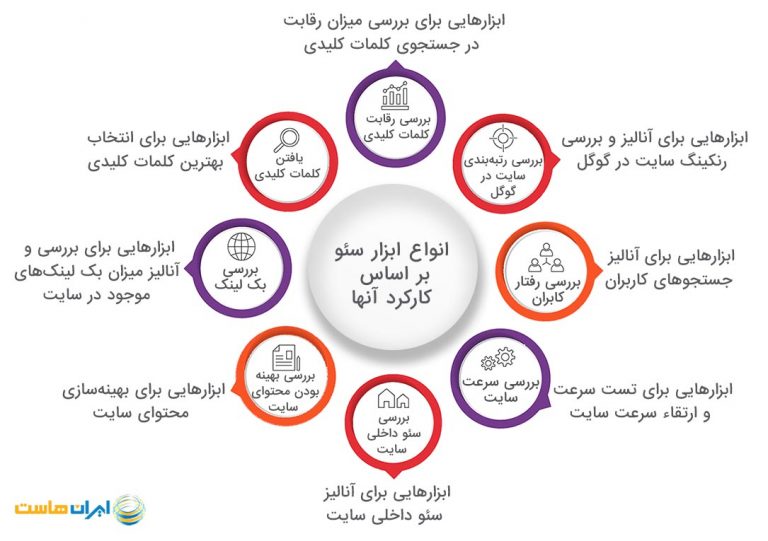 ابزارهایی برای بررسی میزان رقابت
در جستجوی کلمات کلیدی
بررسی رقابت
کلمات کلیدی
ابزارهایی برای آنالیز و بررسی
رنکینگ سایت در گوگل
بررسی رتبه‌بندی
سایت در
گوگل
ابزارهایی برای آنالیز
جستجوهای کاربران
بررسی رفتار
کابران
ابزارهایی برای تست سرعت
و ارتقاء سرعت سایت
بررسی سرعت
سایت
بررسی
سئو داخلی
سایت
ابزارهایی برای آنالیز
سئو داخلی سایت
بررسی بهینه
بودن محتوای
سایت
ابزارهایی برای بهینه‌سازی
محتوای سایت
بررسی
بک لینک
ابزارهایی برای بررسی و
آنالیز میزان بک لینک‌های
موجود در سایت
یافتن
کلمات کلیدی
ابزارهایی برای انتخاب
بهترین کلمات کلیدی
انواع ابزار سئو
بر اساس
کارکرد آنها
ایران هاست